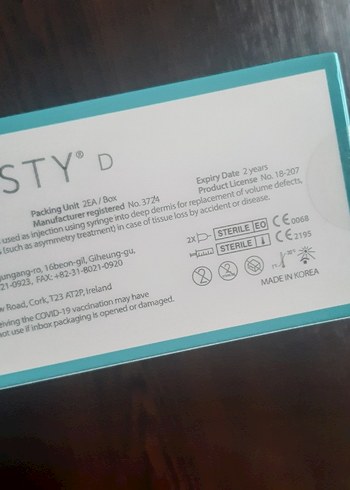 STY® D
Packing Unit 2EA / Box
Expiry Date 2 years
Manufacturer registered No. 3724
Product License No. 18-207
used as injection using syringe into deep dermis for replacement of volume defects,
(such as asymmetry treatment) in case of tissue loss by accident or disease.
2x STERILE EO CE 0068
STERILE CE 2195
gungang-ro, 16beon-gil, Giheung-gu,
21-0923, FAX: +82-31-8021-0920
Road, Cork, T23 AT2P, Ireland
eiving the COVID-19 vaccination may have
not use if inbox packaging is opened or damaged.
MADE IN KOREA